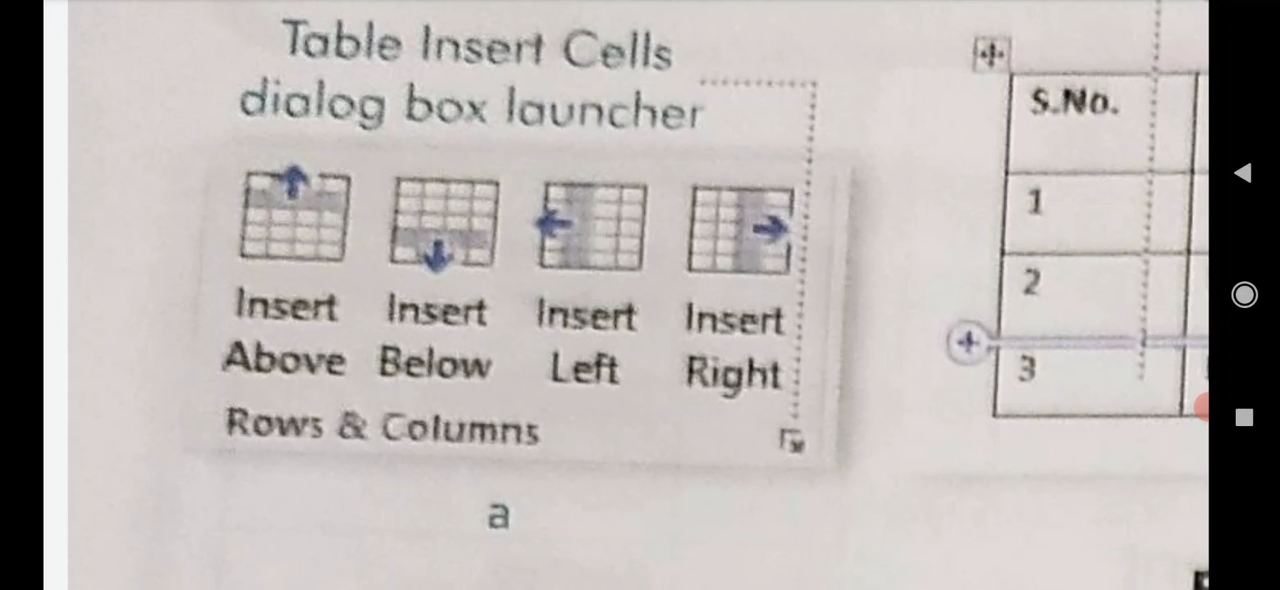 Table Insert Cells
dialog box launcher
Insert Above
Insert Below
Insert Left
Insert Right
Rows & Columns
a
S.No.
1
2
3